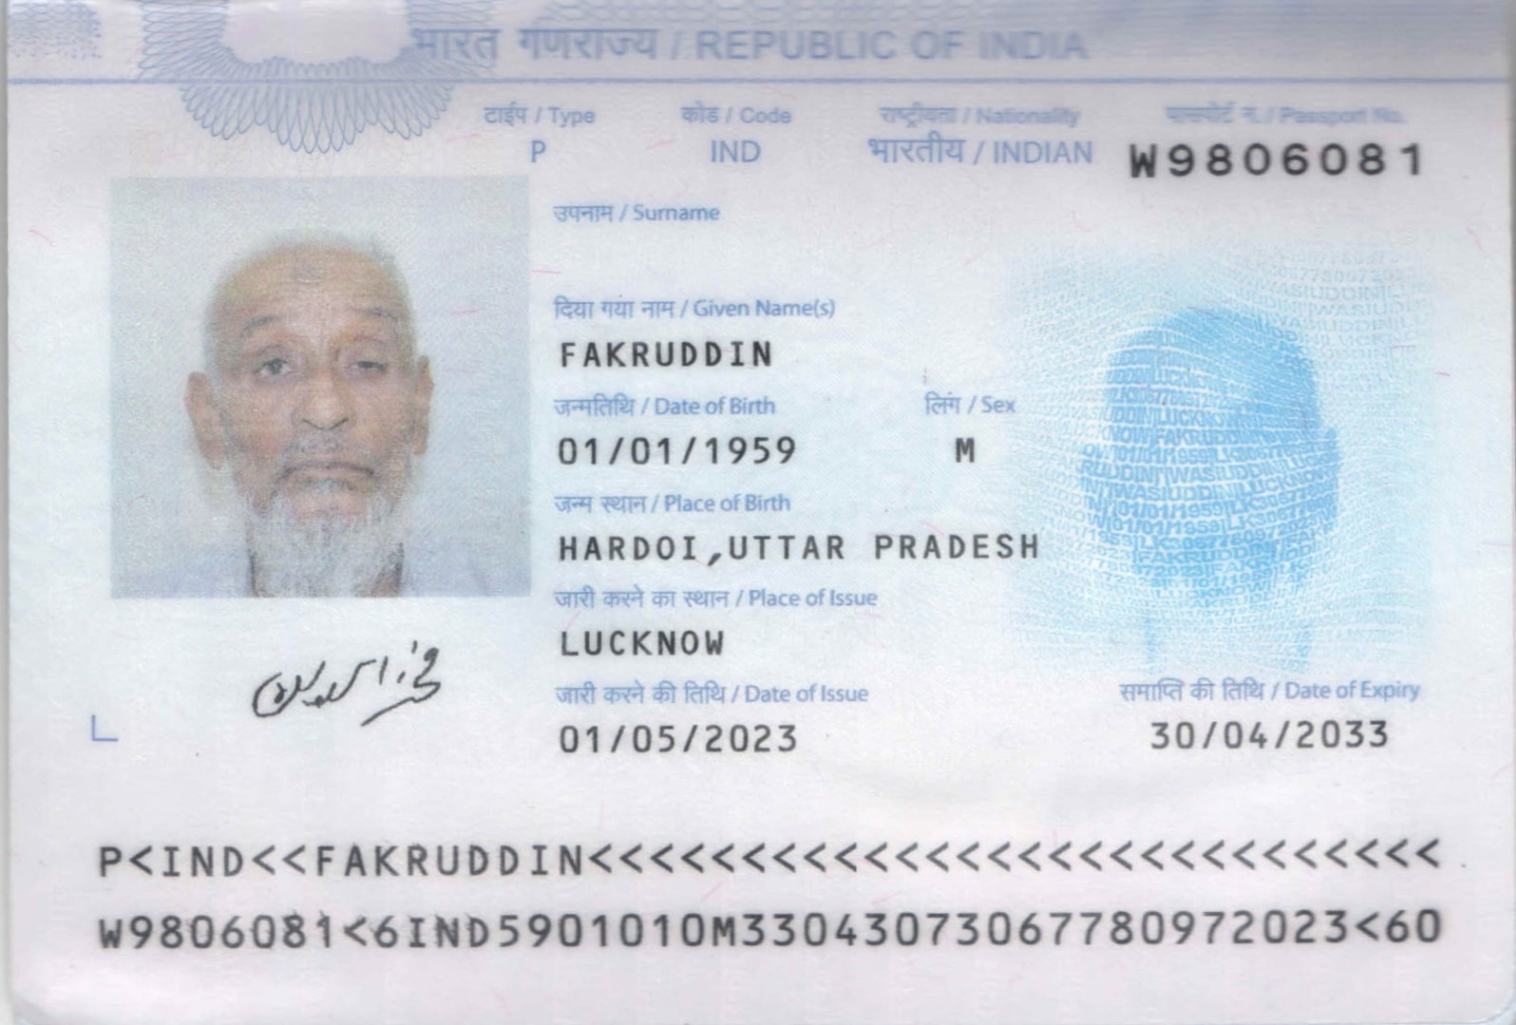 भारत गणराज्य / REPUBLIC OF INDIA
टाईप / Type कोड / Code राष्ट्रीयता / Nationality पासपोर्ट न. / Passport No.
P IND भारतीय / INDIAN W9806081
उपनाम / Surname
दिया गया नाम / Given Name(s)
FAKRUDDIN
जन्मतिथि / Date of Birth लिंग / Sex
01/01/1959 M
जन्म स्थान / Place of Birth
HARDOI,UTTAR PRADESH
जारी करने का स्थान / Place of Issue
LUCKNOW
जारी करने की तिथि / Date of Issue समाप्ति की तिथि / Date of Expiry
01/05/2023 30/04/2033
P<IND<<FAKRUDDIN<<<<<<<<<<<<<<<<<<<<<<<<<<<<
W9806081<6IND5901010M33043073067780972023<60